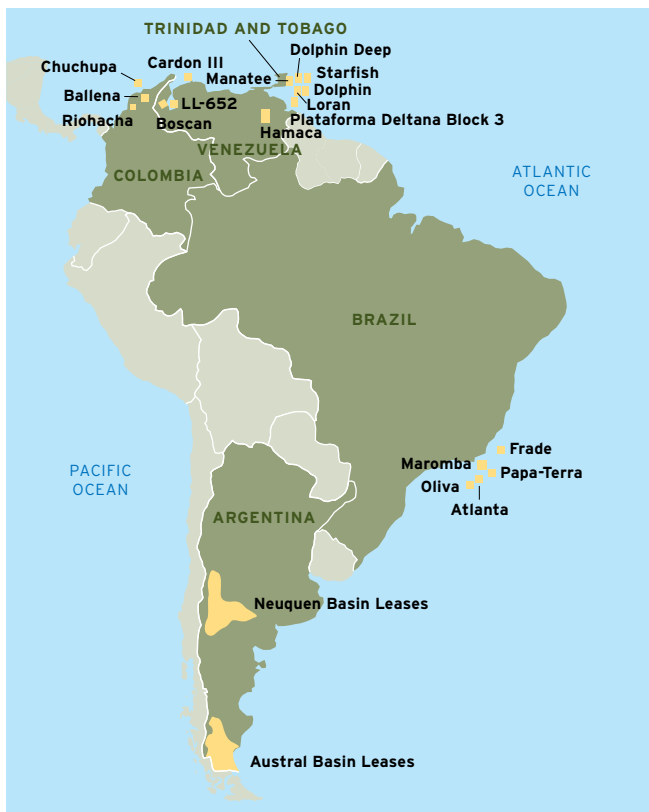 TRINIDAD AND TOBAGO
Dolphin Deep
Cardon III
Chuchupa
Manatee
Starfish
Dolphin
Ballena
LL-652
Loran
Riohacha
Boscan
Plataforma Deltana Block 3
Hamaca
VENEZUELA
COLOMBIA
ATLANTIC
OCEAN
BRAZIL
Frade
Maromba
Papa-Terra
Oliva
Atlanta
PACIFIC
OCEAN
ARGENTINA
Neuquen Basin Leases
Austral Basin Leases